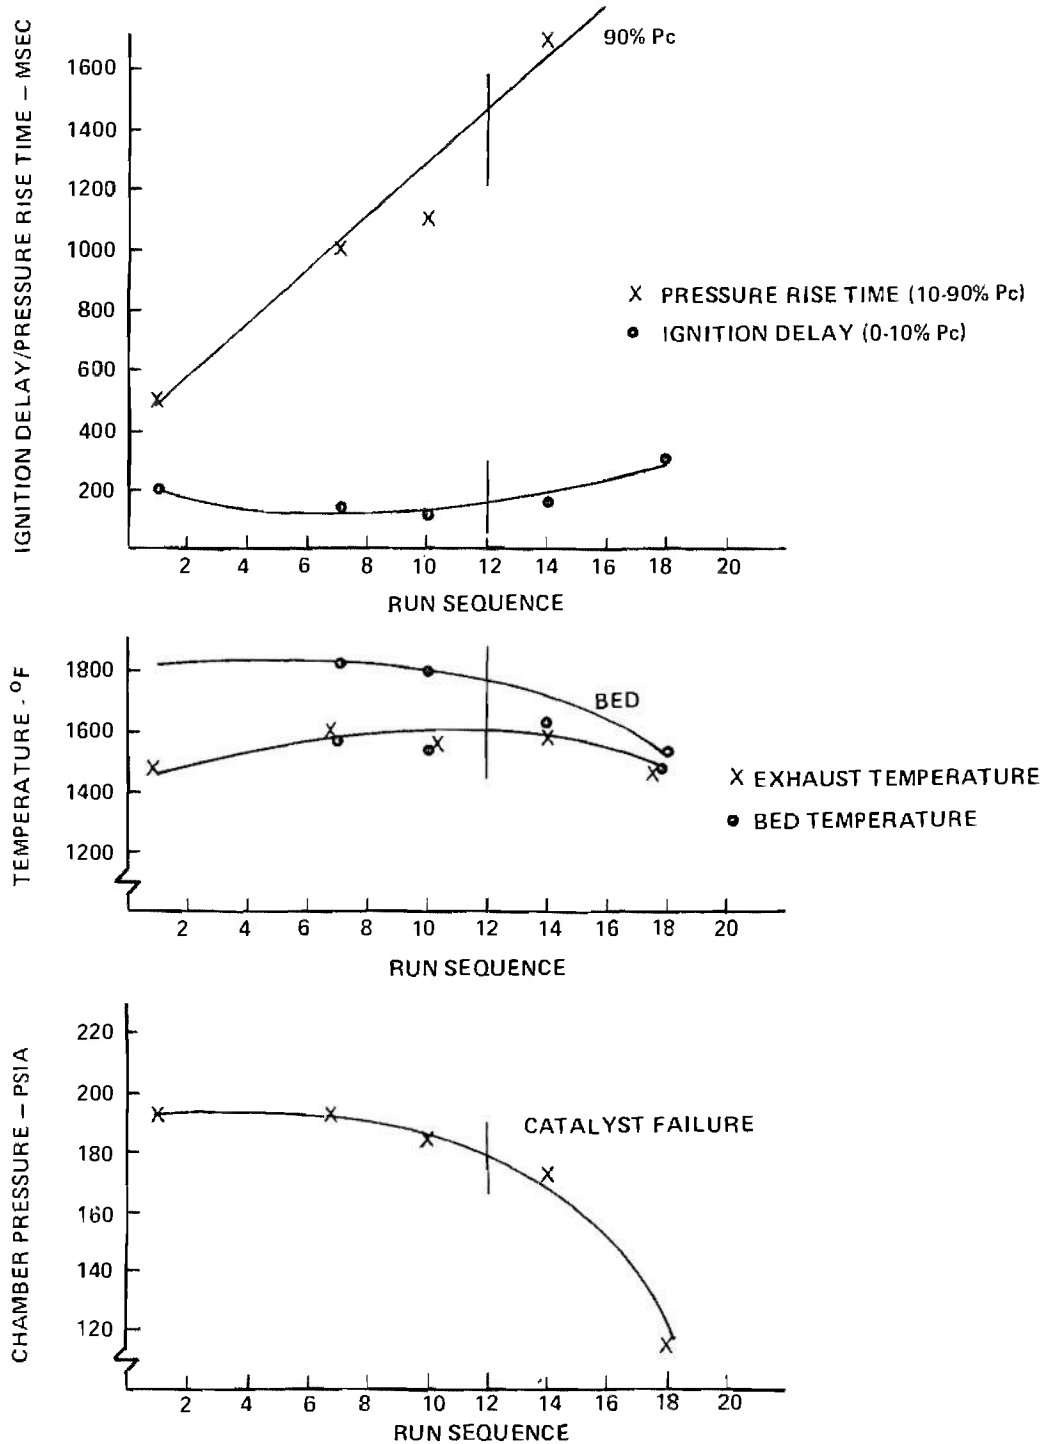 IGNITION DELAY/PRESSURE RISE TIME – MSEC
1600
1400
1200
1000
800
600
400
200
90% Pc
X PRESSURE RISE TIME (10-90% Pc)
IGNITION DELAY (0-10% Pc)
2 4 6 8 10 12 14 16 18 20
RUN SEQUENCE
TEMPERATURE - °F
1800
1600
1400
1200
BED
X EXHAUST TEMPERATURE
BED TEMPERATURE
2 4 6 8 10 12 14 16 18 20
RUN SEQUENCE
CHAMBER PRESSURE – PSIA
220
200
180
160
140
120
CATALYST FAILURE
2 4 6 8 10 12 14 16 18 20
RUN SEQUENCE